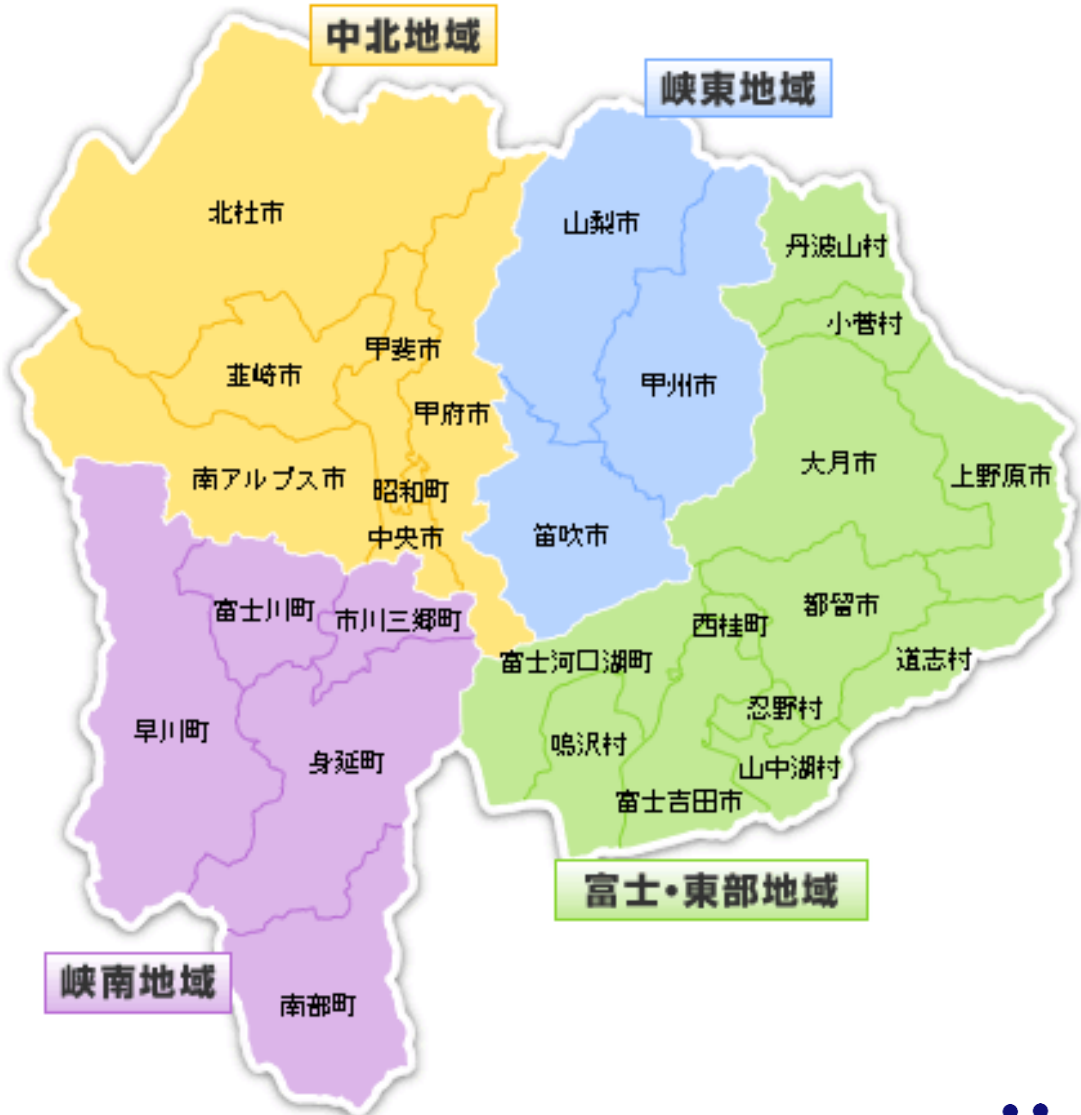 中北地域
峡東地域
北杜市
山梨市
丹波山村
小菅村
甲斐市
韮崎市
甲州市
甲府市
大月市
上野原市
南アルプス市
昭和町
中央市
笛吹市
富士川町
市川三郷町
都留市
西桂町
富士河口湖町
道志村
忍野村
早川町
鳴沢村
身延町
山中湖村
富士吉田市
富士・東部地域
峡南地域
南部町